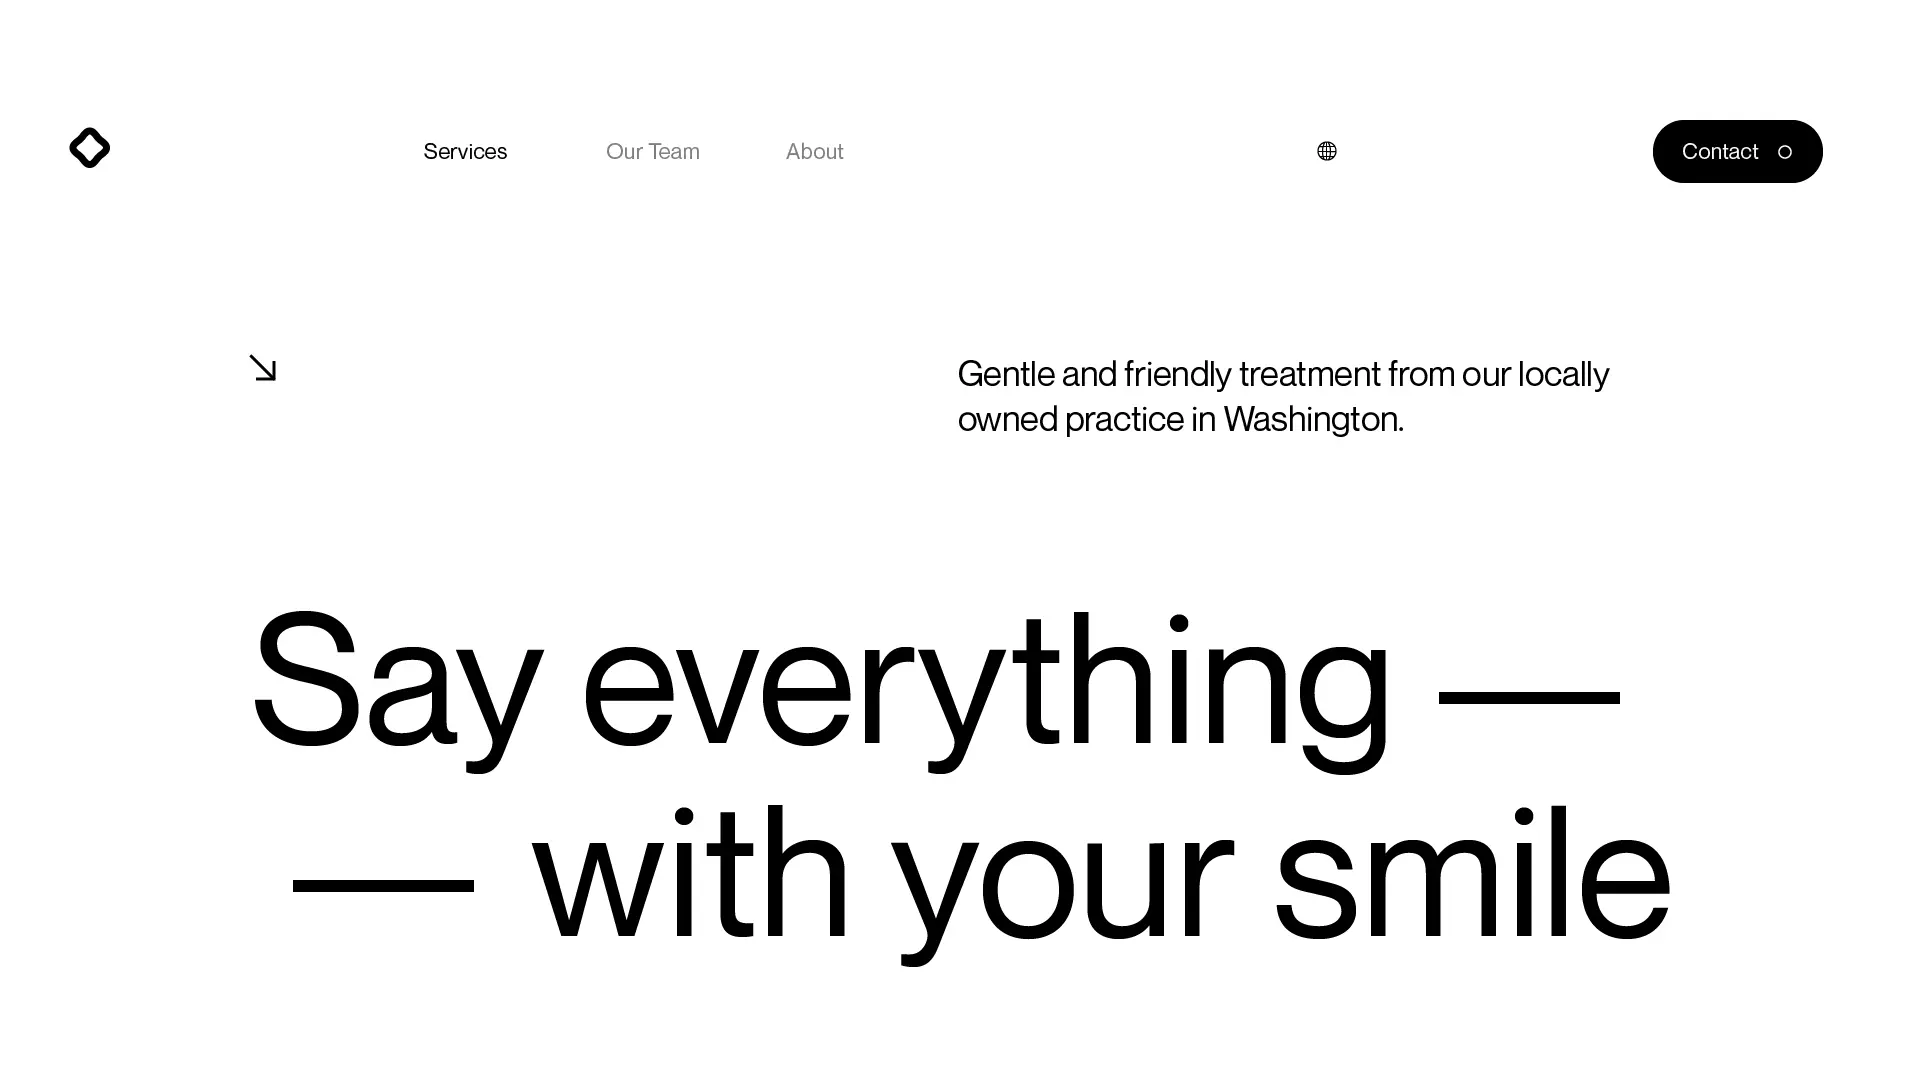 Services
Our Team
About
Contact
Gentle and friendly treatment from our locally
owned practice in Washington.
Say everything —
— with your smile